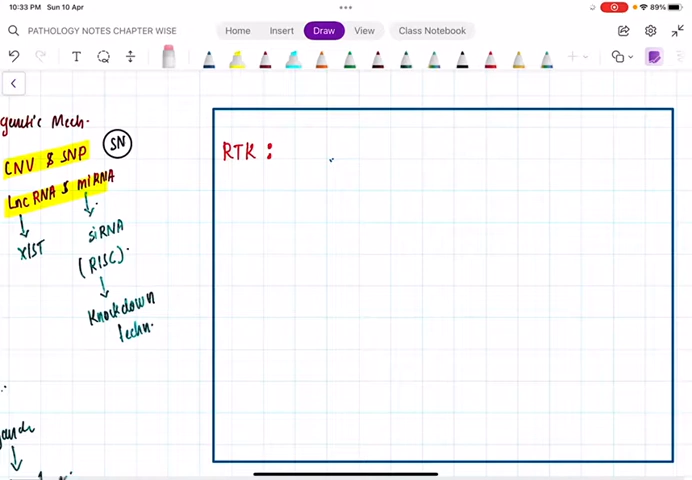 10:33 PM Sun 10 Apr
89%
PATHOLOGY NOTES CHAPTER WISE
Home Insert Draw View Class Notebook
genetic Mech.
SN
CNV & SNP
Lnc RNA & miRNA
XIST
siRNA
(RISC).
Knockdown
Techn.
RTK :